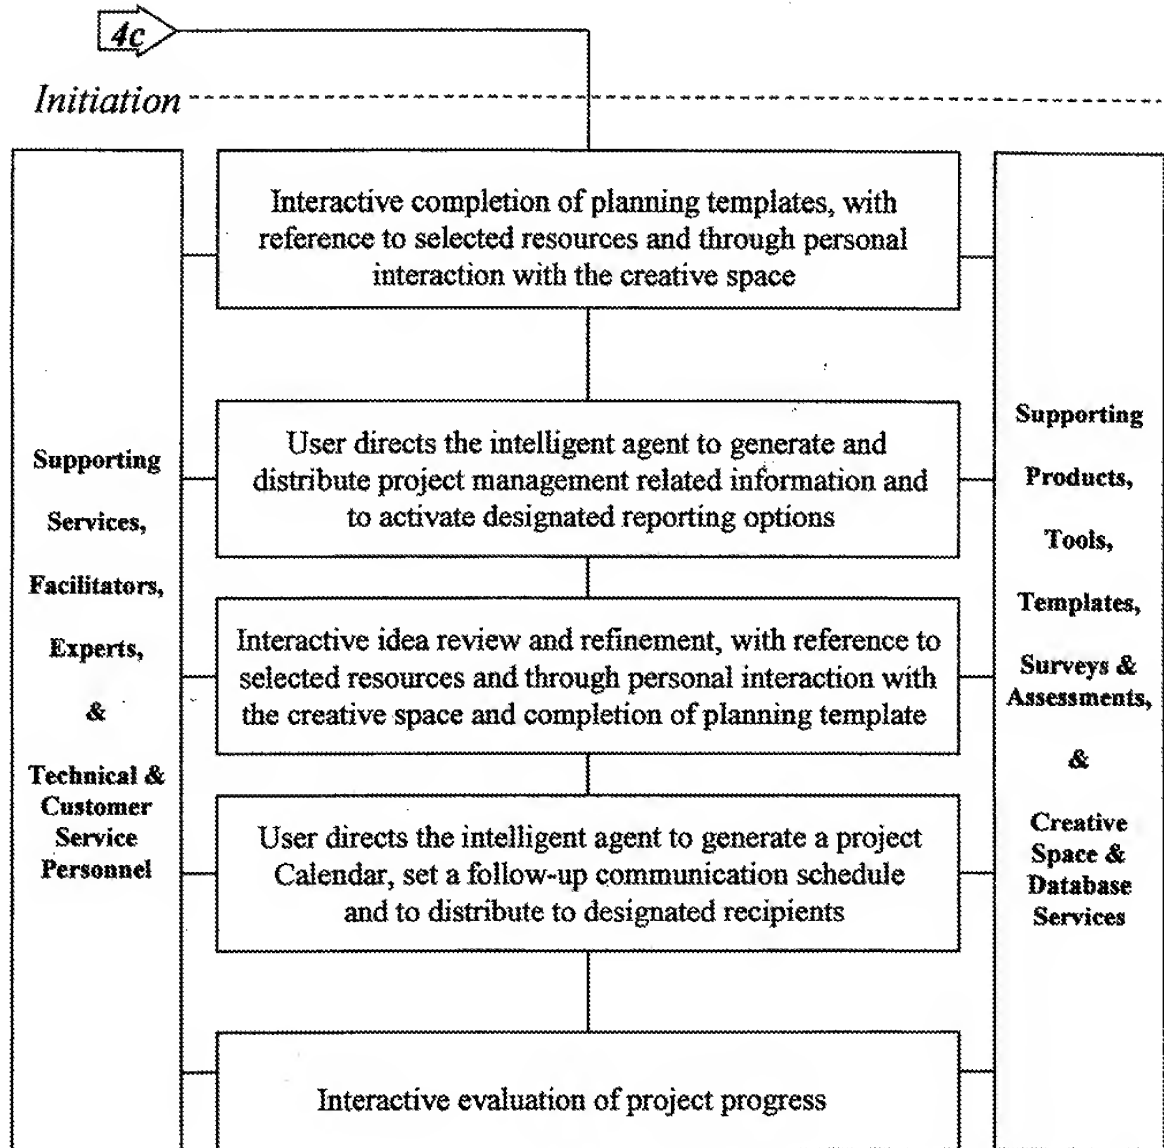 4c
Initiation
Interactive completion of planning templates, with
reference to selected resources and through personal
interaction with the creative space
User directs the intelligent agent to generate and
distribute project management related information and
to activate designated reporting options
Interactive idea review and refinement, with reference to
selected resources and through personal interaction with
the creative space and completion of planning template
User directs the intelligent agent to generate a project
Calendar, set a follow-up communication schedule
and to distribute to designated recipients
Interactive evaluation of project progress
Supporting
Services,
Facilitators,
Experts,
&
Technical &
Customer
Service
Personnel
Supporting
Products,
Tools,
Templates,
Surveys &
Assessments,
&
Creative
Space &
Database
Services